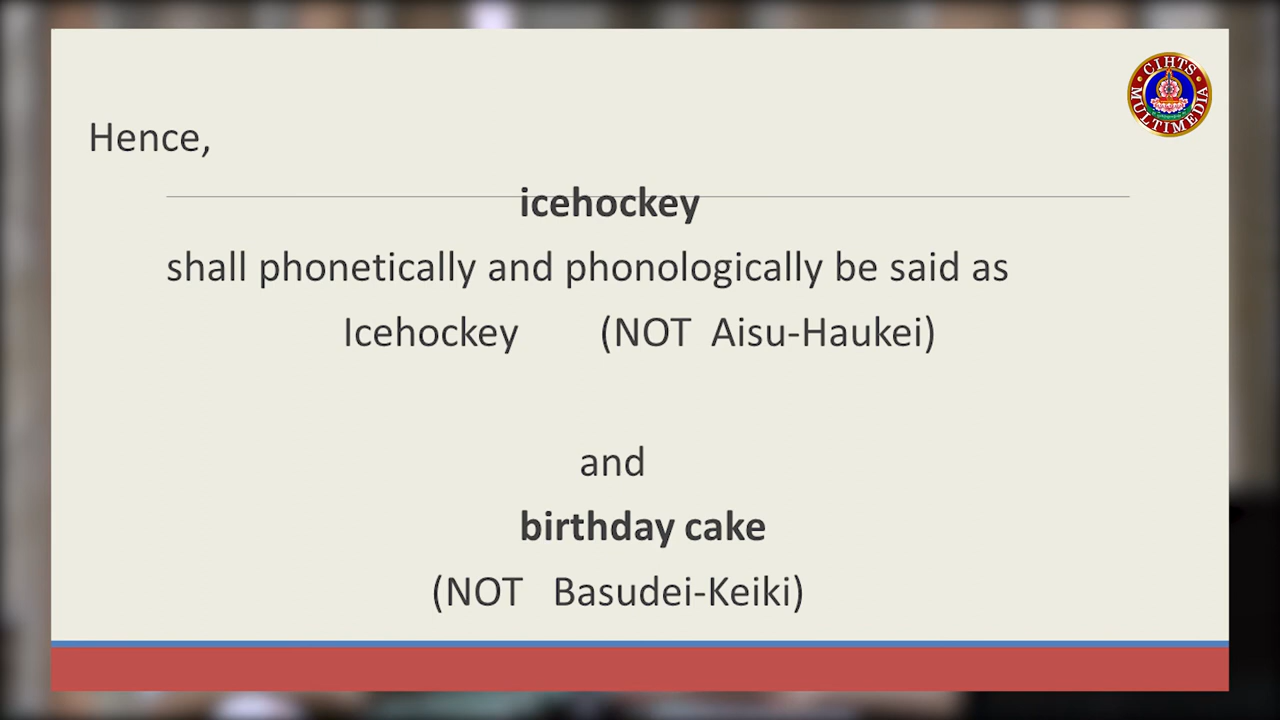 CIHTS
MULTIMEDIA
Hence,
icehockey
shall phonetically and phonologically be said as
Icehockey (NOT Aisu-Haukei)
and
birthday cake
(NOT Basudei-Keiki)